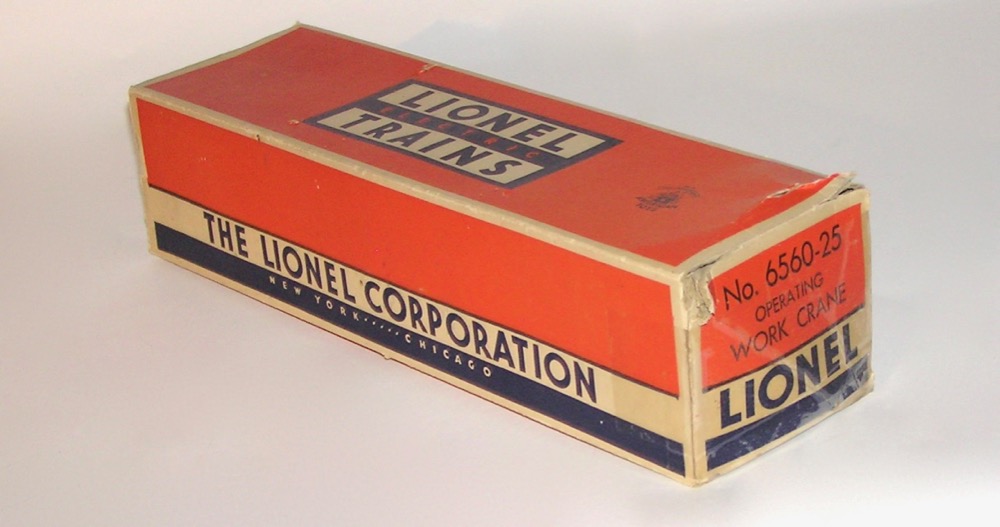 LIONEL
ELECTRIC
TRAINS
THE LIONEL CORPORATION
NEW YORK·····CHICAGO
No. 6560-25
OPERATING
WORK CRANE
LIONEL